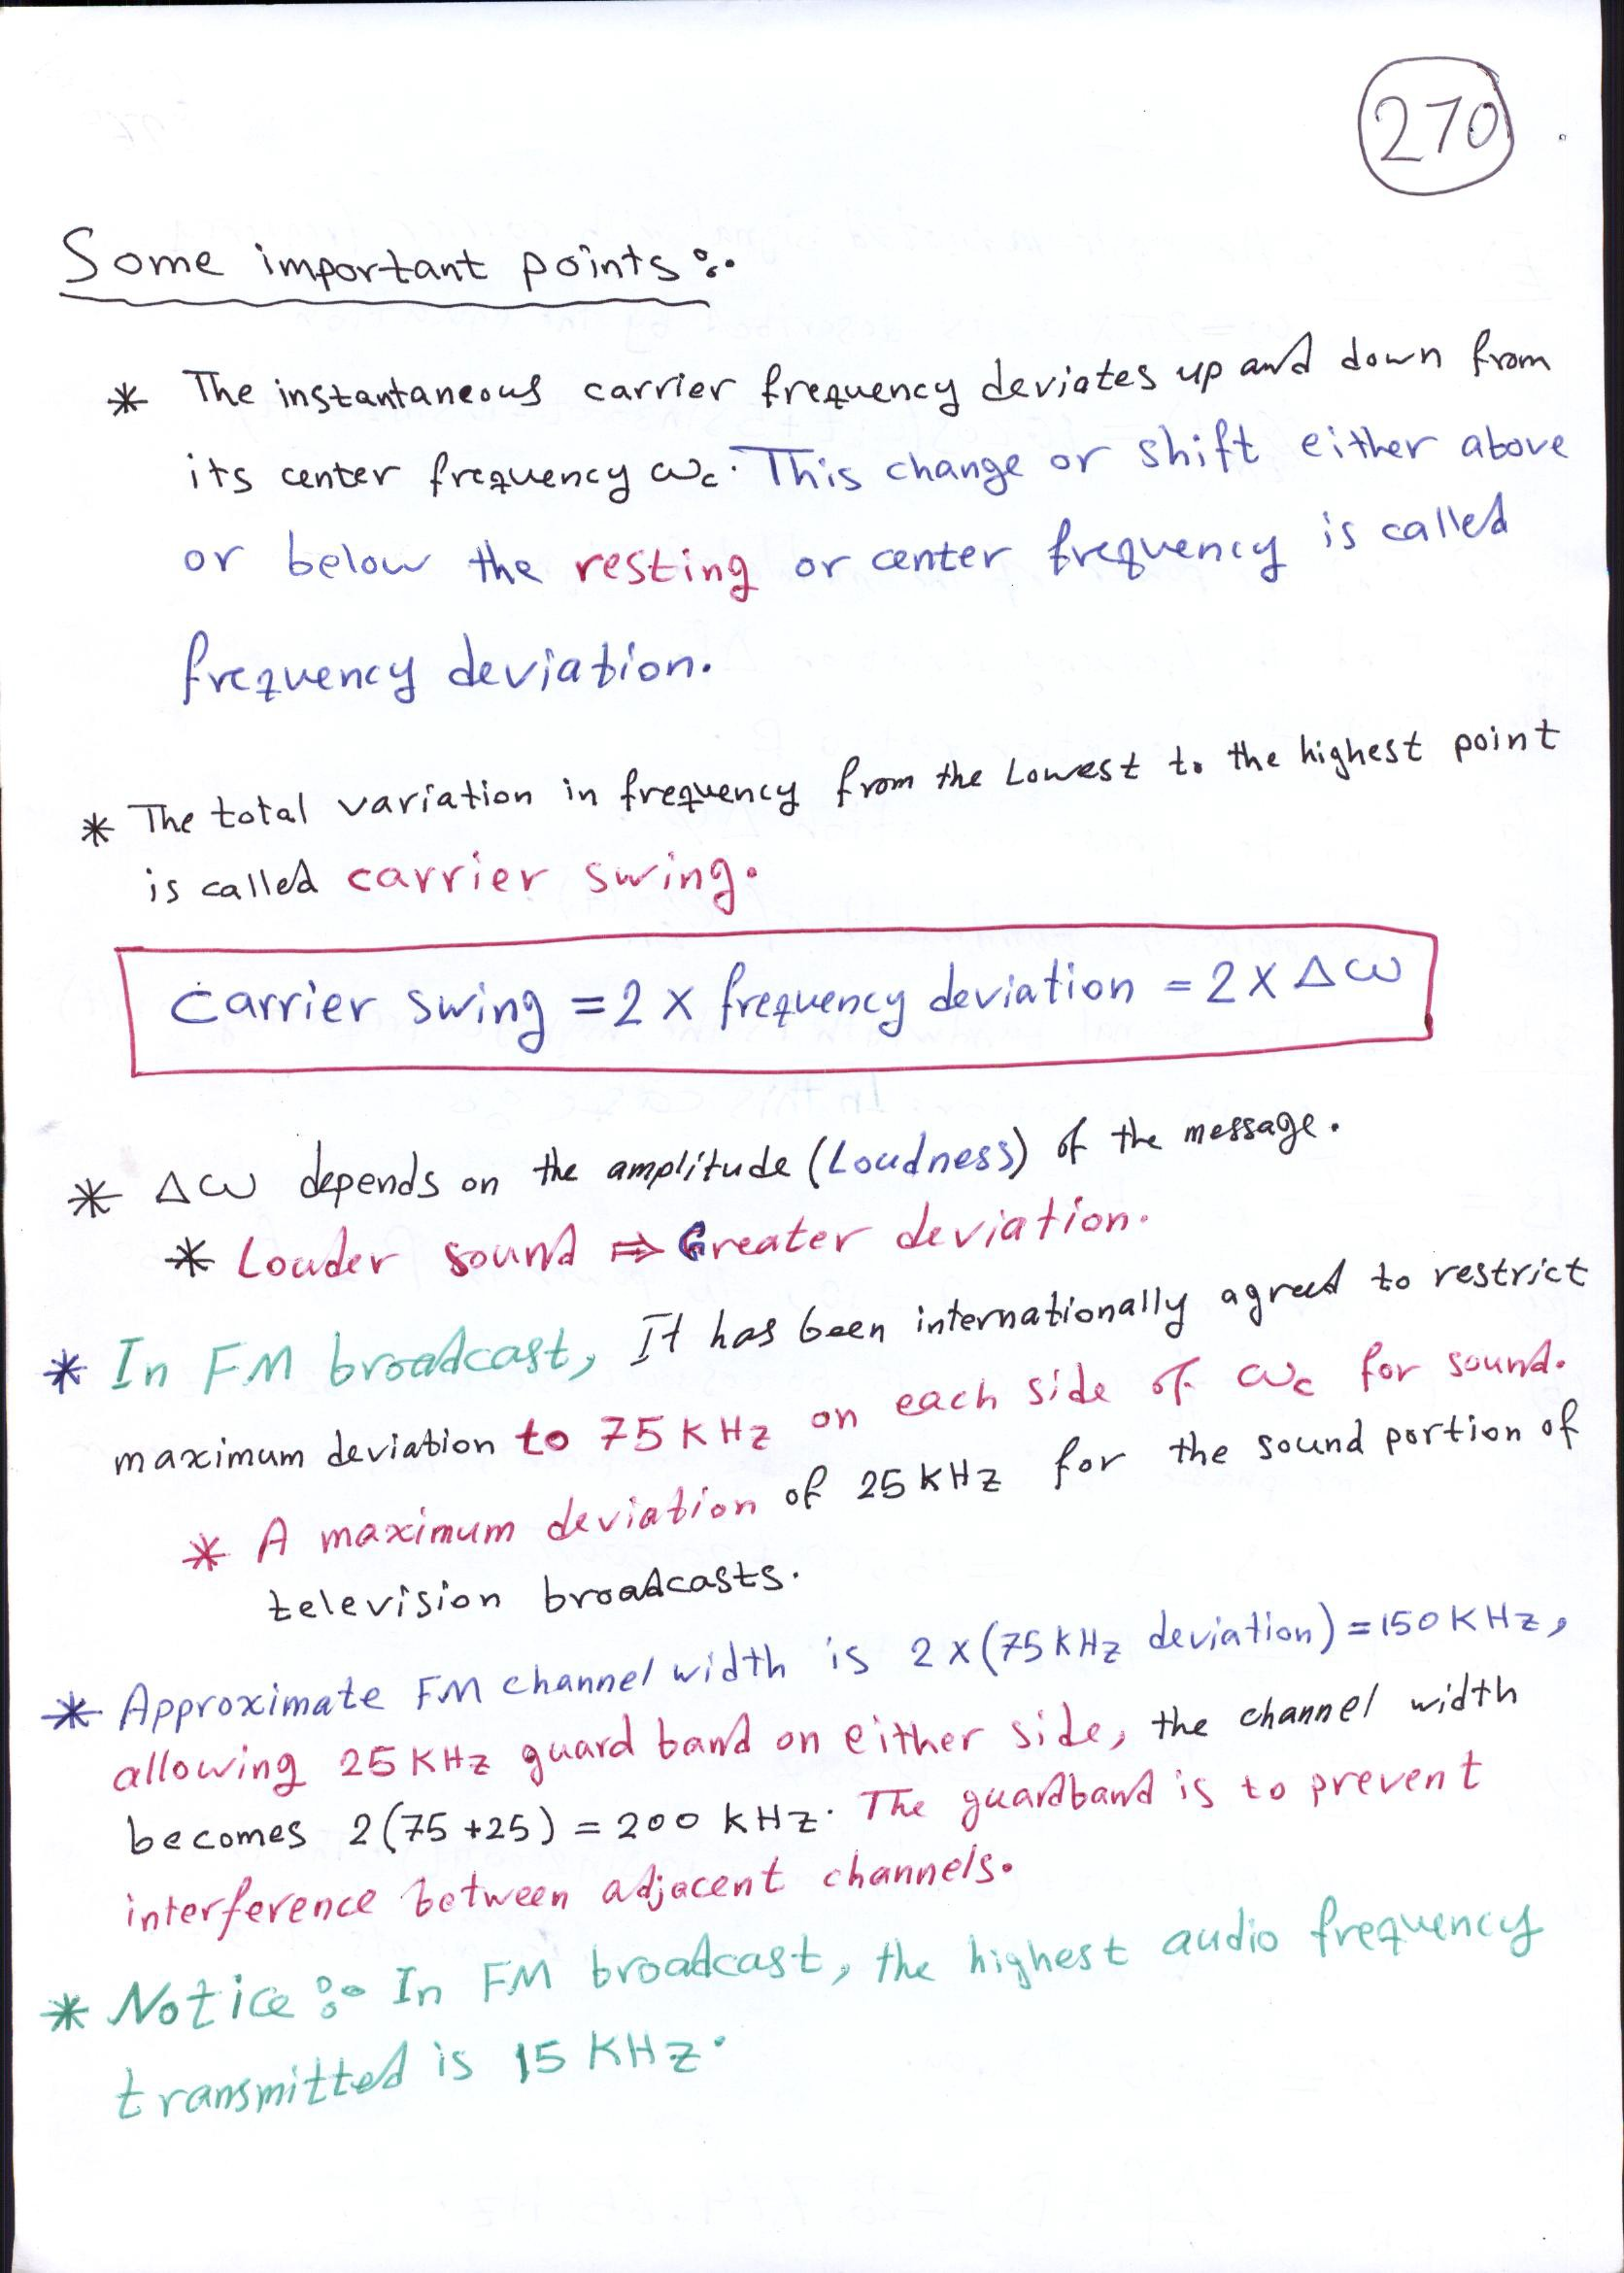 270
Some important points:.
* The instantaneous carrier frequency deviates up and down from
its center frequency ωc. This change or shift either above
or below the resting or center frequency is called
frequency deviation.
* The total variation in frequency from the Lowest to the highest point
is called carrier swing.
Carrier swing = 2 x frequency deviation = 2 X Δω
* Δω depends on the amplitude (Loudness) of the message.
* Louder sound ⇒ Greater deviation.
* In FM broadcast, It has been internationally agreed to restrict
maximum deviation to 75 KHz on each side of ωc for sound.
* A maximum deviation of 25 KHz for the sound portion of
television broadcasts.
* Approximate FM channel width is 2 x (75 KHz deviation) = 150 KHz,
allowing 25 KHz guard band on either side, the channel width
becomes 2 (75 +25) = 200 KHz. The guardband is to prevent
interference between adjacent channels.
* Notice:. In FM broadcast, the highest audio frequency
transmitted is 15 KHz.